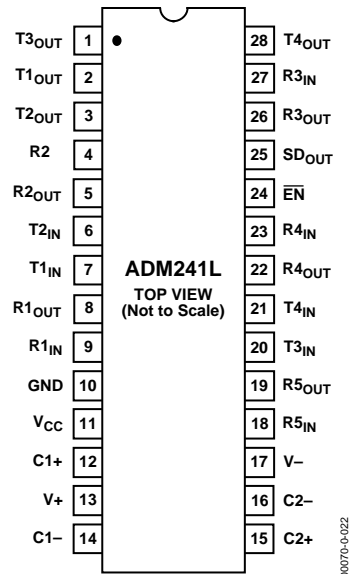 T3OUT 1 28 T4OUT
T1OUT 2 27 R3IN
T2OUT 3 26 R3OUT
R2 4 25 SDOUT
R2OUT 5 24 EN
T2IN 6 23 R4IN
T1IN 7 ADM241L 22 R4OUT
TOP VIEW
R1OUT 8 (Not to Scale) 21 T4IN
R1IN 9 20 T3IN
GND 10 19 R5OUT
VCC 11 18 R5IN
C1+ 12 17 V–
V+ 13 16 C2–
C1– 14 15 C2+
00070-0-022